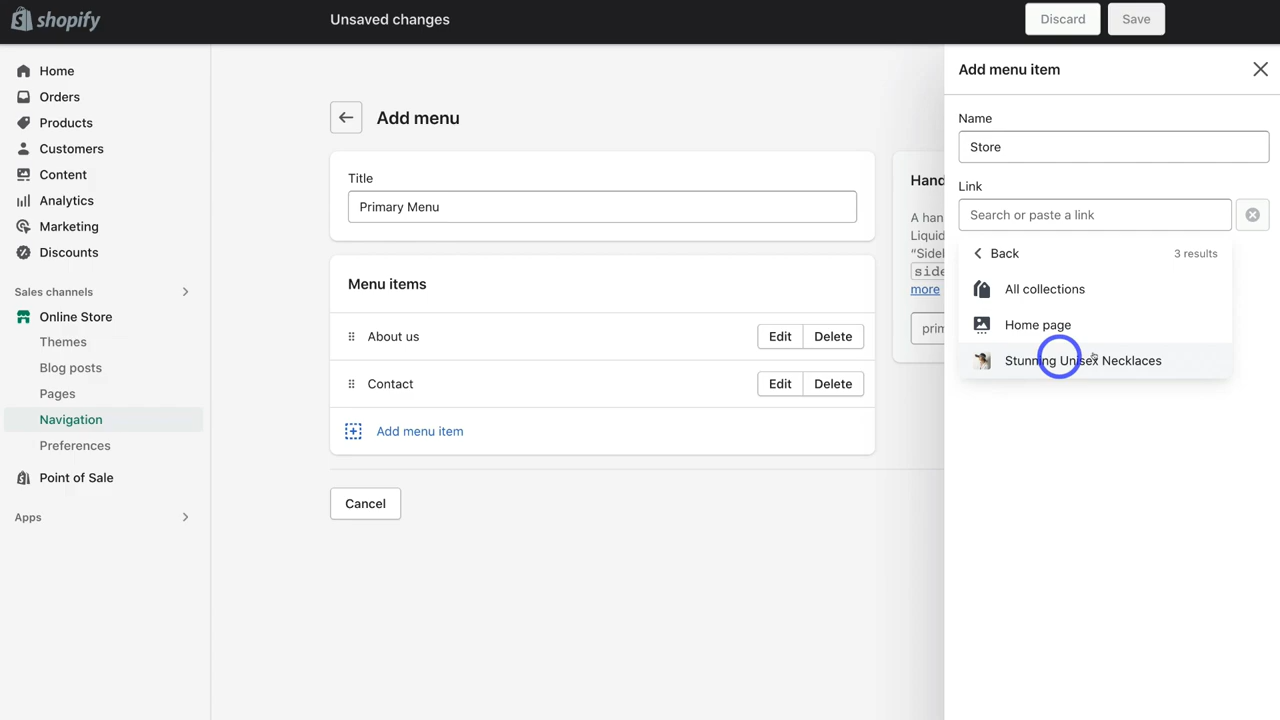 shopify
Unsaved changes
Discard
Save
Home
Orders
Products
Customers
Content
Analytics
Marketing
Discounts
Sales channels
Online Store
Themes
Blog posts
Pages
Navigation
Preferences
Point of Sale
Apps
Add menu
Title
Primary Menu
Menu items
About us
Edit
Delete
Contact
Edit
Delete
Add menu item
Cancel
Hand
A han
Liquid
“Sidel
side
more
prim
Add menu item
Name
Store
Link
Search or paste a link
Back
3 results
All collections
Home page
Stunning Unisex Necklaces